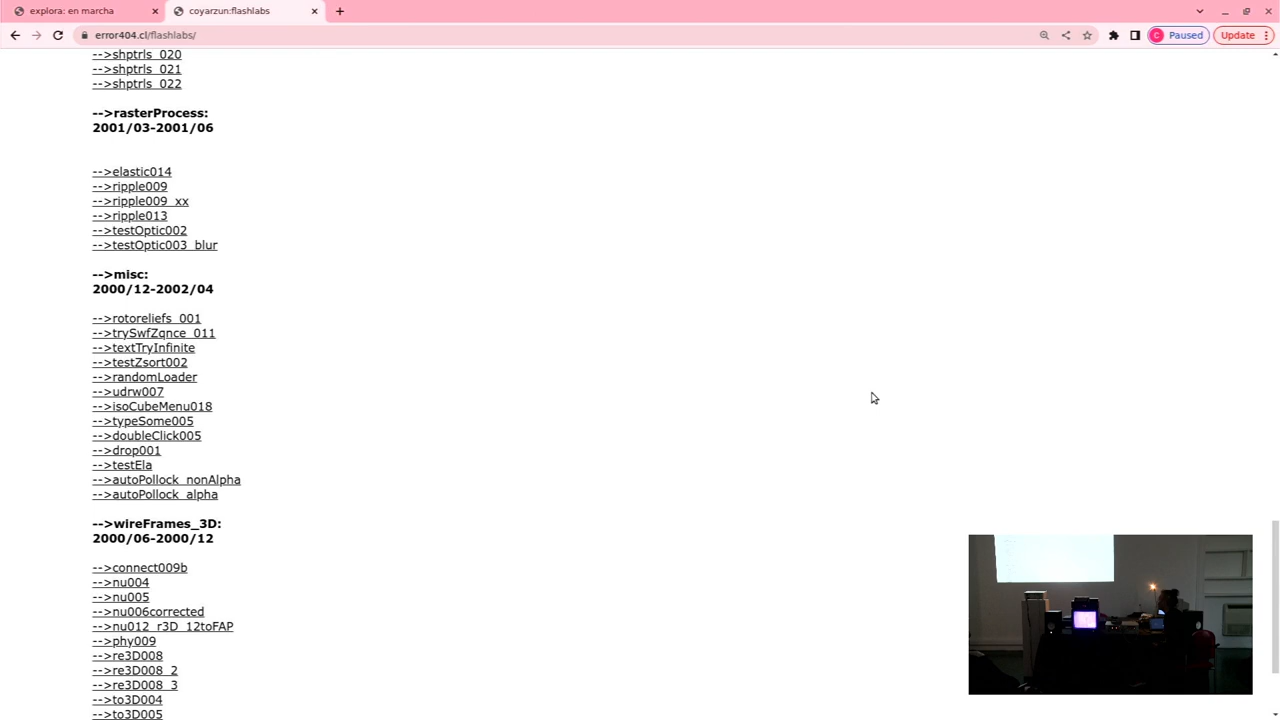 explora: en marcha
coyarzun:flashlabs
error404.cl/flashlabs/
C
Paused
Update
-->shptrls_020
-->shptrls_021
-->shptrls_022
-->rasterProcess:
2001/03-2001/06
-->elastic014
-->ripple009
-->ripple009_xx
-->ripple013
-->testOptic002
-->testOptic003_blur
-->misc:
2000/12-2002/04
-->rotoreliefs_001
-->trySwfZqnce_011
-->textTryInfinite
-->testZsort002
-->randomLoader
-->udrw007
-->isoCubeMenu018
-->typeSome005
-->doubleClick005
-->drop001
-->testEla
-->autoPollock_nonAlpha
-->autoPollock_alpha
-->wireFrames_3D:
2000/06-2000/12
-->connect009b
-->nu004
-->nu005
-->nu006corrected
-->nu012_r3D_12toFAP
-->phy009
-->re3D008
-->re3D008_2
-->re3D008_3
-->to3D004
-->to3D005